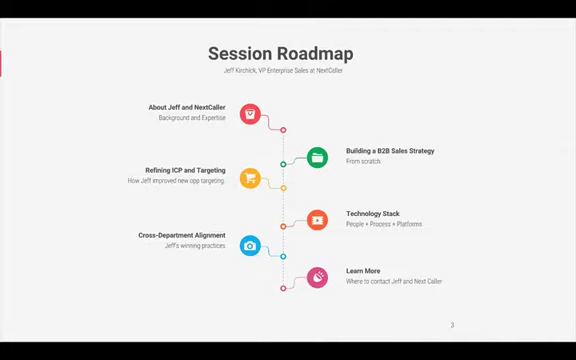 Session Roadmap
Jeff Kirchick, VP Enterprise Sales at NextCaller
About Jeff and NextCaller
Background and Expertise
Building a B2B Sales Strategy
From scratch.
Refining ICP and Targeting
How Jeff improved new opp targeting.
Technology Stack
People + Process + Platforms
Cross-Department Alignment
Jeff's winning practices
Learn More
Where to contact Jeff and Next Caller
3